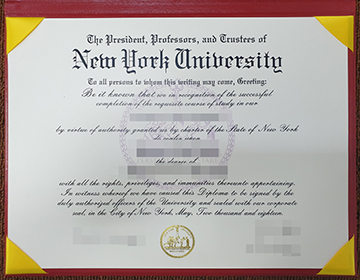 The President, Professors, and Trustees of
New York University
To all persons to whom this writing may come, Greeting:
Be it known that we in recognition of the successful
completion of the requisite course of study in our
by virtue of authority granted us by charter of the State of New York
do confer upon
the degree of
with all the rights, privileges, and immunities thereunto appertaining.
In witness whereof we have caused this Diploma to be signed by the
duly authorized officers of the University and sealed with our corporate
seal, in the City of New York, May, Two thousand and eighteen.